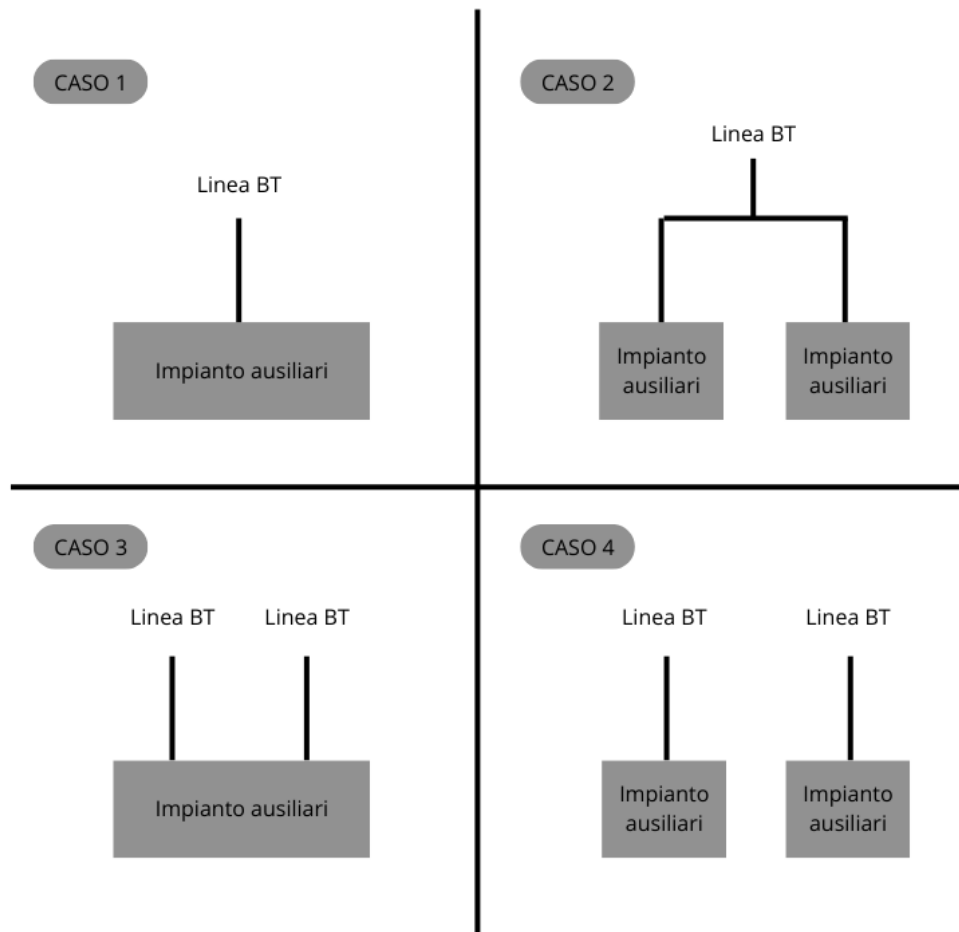 CASO 1
Linea BT
Impianto ausiliari
CASO 2
Linea BT
Impianto
ausiliari
Impianto
ausiliari
CASO 3
Linea BT
Linea BT
Impianto ausiliari
CASO 4
Linea BT
Linea BT
Impianto
ausiliari
Impianto
ausiliari